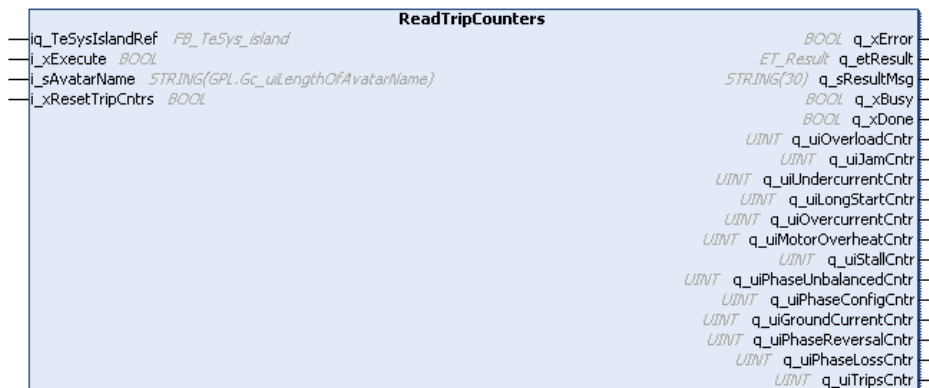 ReadTripCounters
iq_TeSysIslandRef FB_TeSys_island BOOL q_xError
i_xExecute BOOL ET_Result q_etResult
i_sAvatarName STRING(GPL.Gc_uiLengthOfAvatarName) STRING(30) q_sResultMsg
i_xResetTripCntrs BOOL BOOL q_xBusy
BOOL q_xDone
UINT q_uiOverloadCntr
UINT q_uiJamCntr
UINT q_uiUndercurrentCntr
UINT q_uiLongStartCntr
UINT q_uiOvercurrentCntr
UINT q_uiMotorOverheatCntr
UINT q_uiStallCntr
UINT q_uiPhaseUnbalancedCntr
UINT q_uiPhaseConfigCntr
UINT q_uiGroundCurrentCntr
UINT q_uiPhaseReversalCntr
UINT q_uiPhaseLossCntr
UINT q_uiTripsCntr